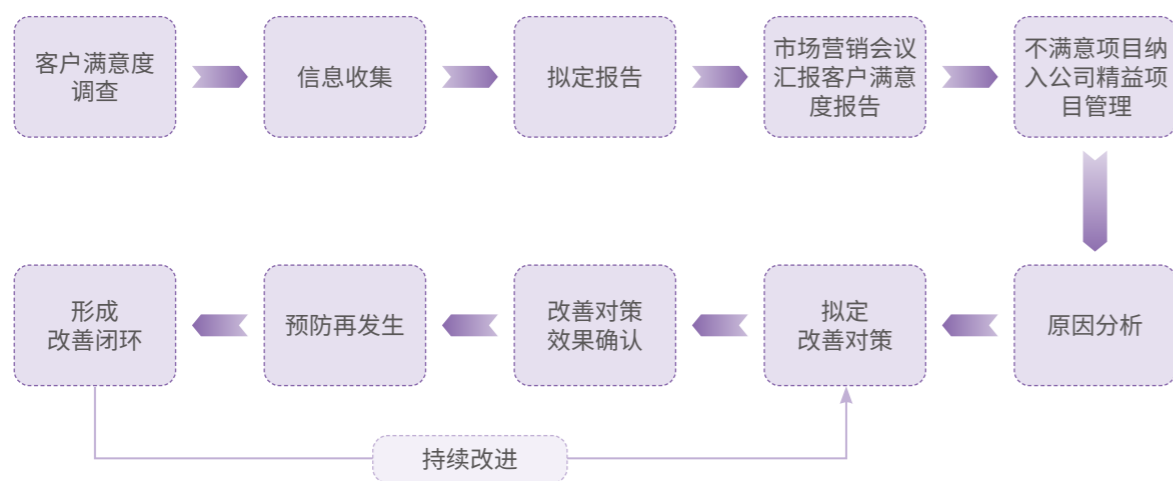 客户满意度
调查
信息收集
拟定报告
市场营销会议
汇报客户满意
度报告
不满意项目纳
入公司精益项
目管理
原因分析
拟定
改善对策
改善对策
效果确认
预防再发生
形成
改善闭环
持续改进